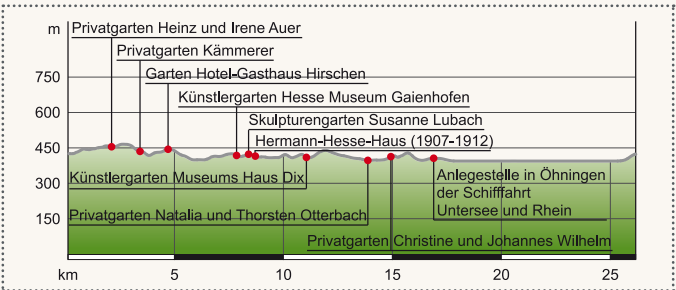 m
Privatgarten Heinz und Irene Auer
Privatgarten Kämmerer
Garten Hotel-Gasthaus Hirschen
750
Künstlergarten Hesse Museum Gaienhofen
600
Skulpturengarten Susanne Lubach
Hermann-Hesse-Haus (1907-1912)
450
Künstlergarten Museums Haus Dix
300
Anlegestelle in Öhningen
der Schifffahrt
Untersee und Rhein
Privatgarten Natalia und Thorsten Otterbach
150
Privatgarten Christine und Johannes Wilhelm
km 5 10 15 20 25